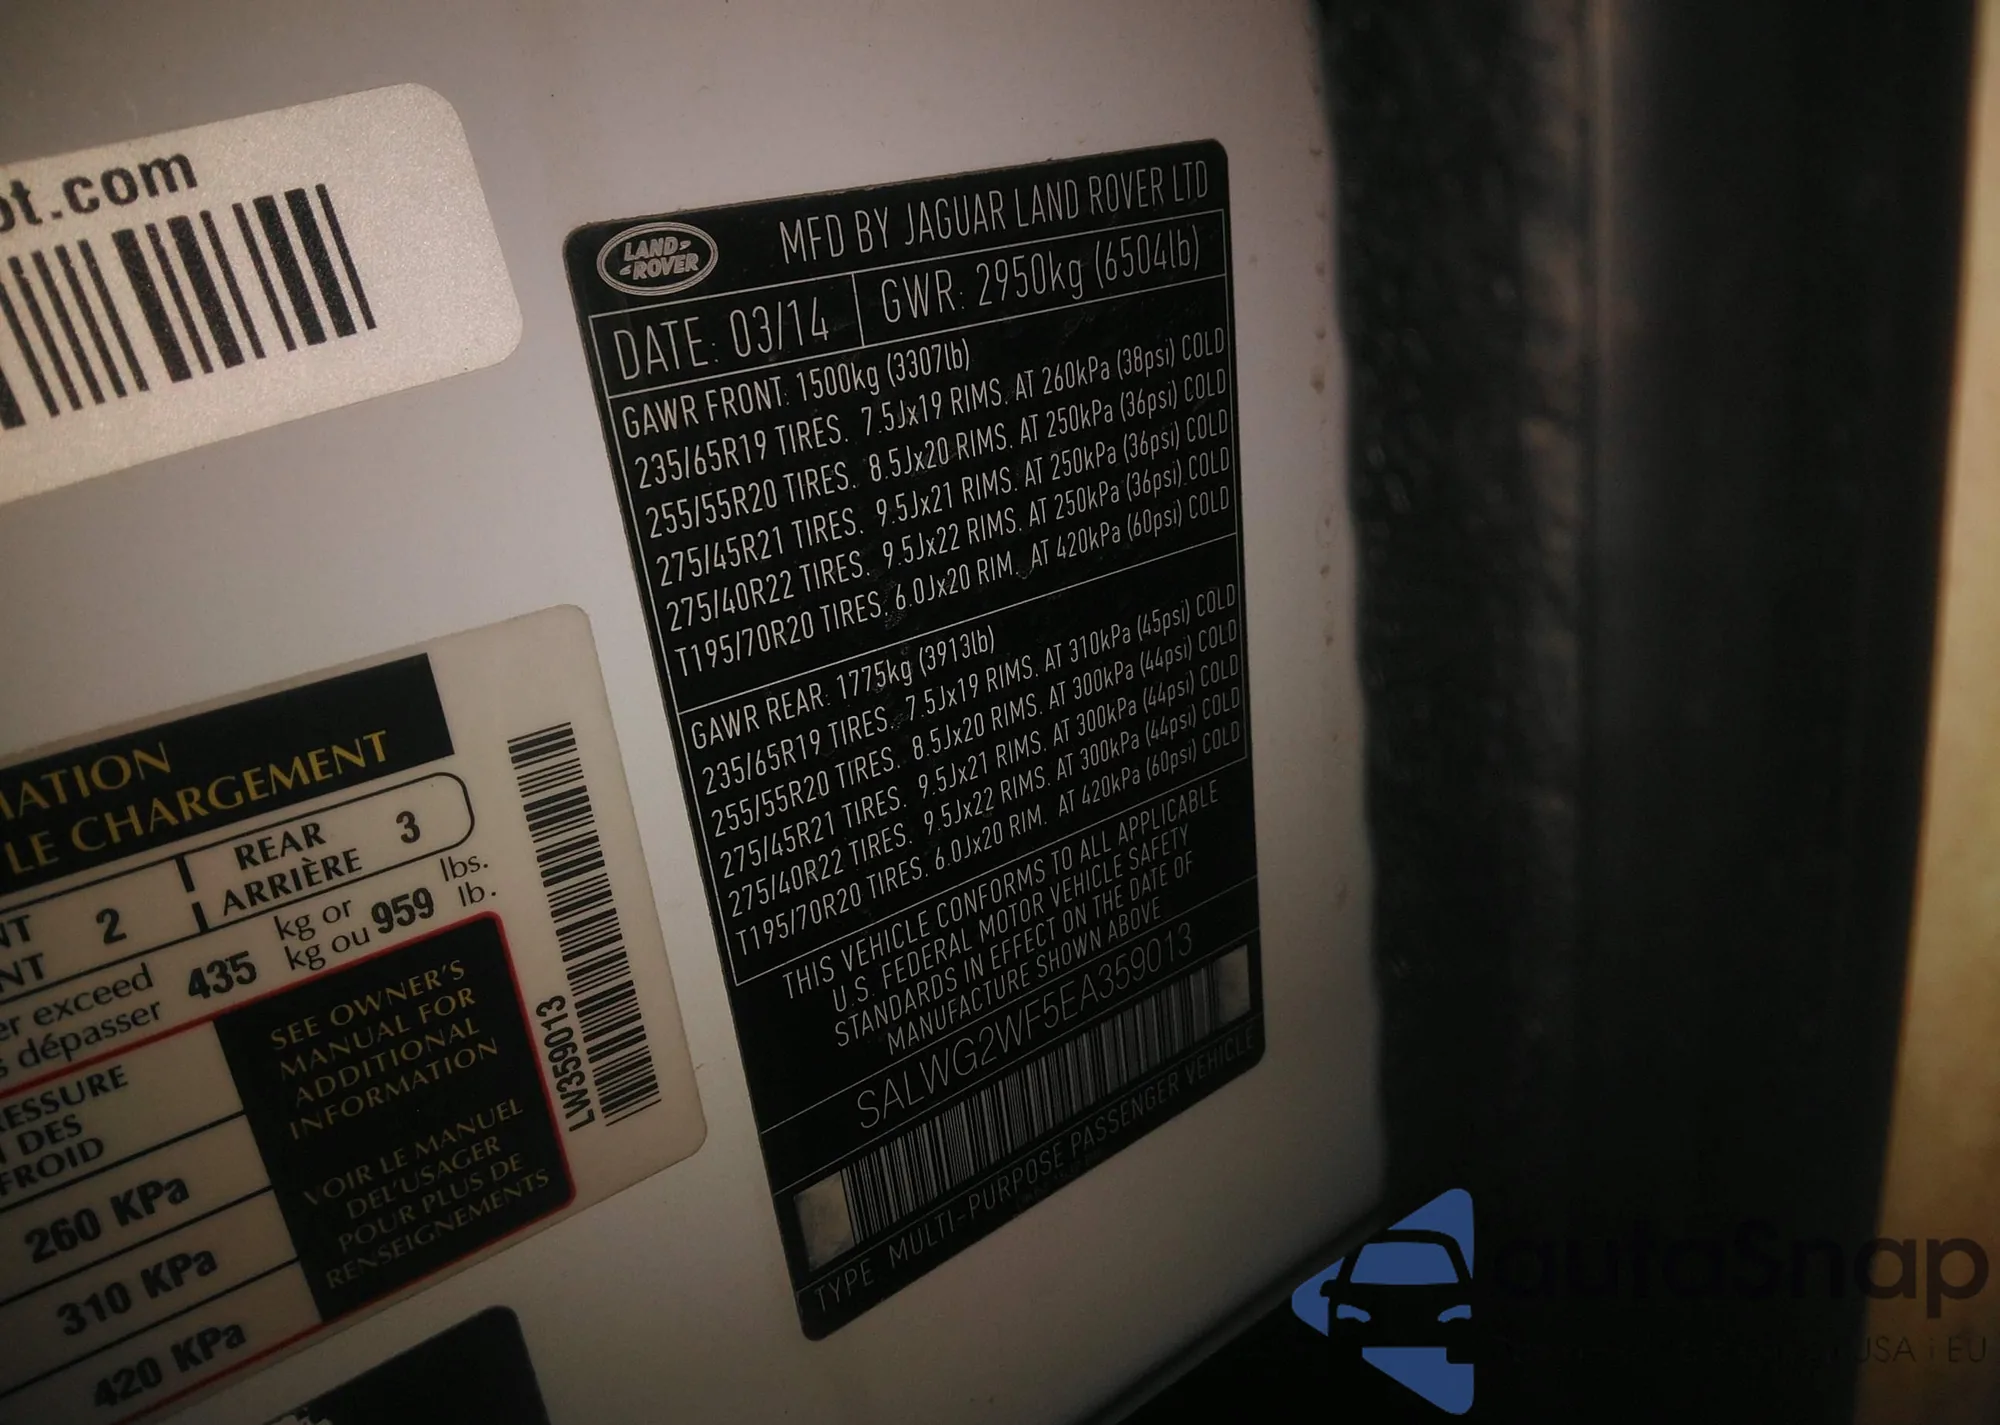 ot.com
LAND ROVER
MFD BY JAGUAR LAND ROVER LTD
DATE: 03/14
GWR: 2950kg (6504lb)
GAWR FRONT: 1500kg (3307lb)
235/65R19 TIRES. 7.5Jx19 RIMS. AT 260kPa (38psi) COLD
255/55R20 TIRES. 8.5Jx20 RIMS. AT 250kPa (36psi) COLD
275/45R21 TIRES. 9.5Jx21 RIMS. AT 250kPa (36psi) COLD
275/40R22 TIRES. 9.5Jx22 RIMS. AT 250kPa (36psi) COLD
T195/70R20 TIRES. 6.0Jx20 RIM. AT 420kPa (60psi) COLD
GAWR REAR: 1775kg (3913lb)
235/65R19 TIRES. 7.5Jx19 RIMS. AT 310kPa (45psi) COLD
255/55R20 TIRES. 8.5Jx20 RIMS. AT 300kPa (44psi) COLD
275/45R21 TIRES. 9.5Jx21 RIMS. AT 300kPa (44psi) COLD
275/40R22 TIRES. 9.5Jx22 RIMS. AT 300kPa (44psi) COLD
T195/70R20 TIRES. 6.0Jx20 RIM. AT 420kPa (60psi) COLD
THIS VEHICLE CONFORMS TO ALL APPLICABLE
U.S. FEDERAL MOTOR VEHICLE SAFETY
STANDARDS IN EFFECT ON THE DATE OF
MANUFACTURE SHOWN ABOVE
SALWG2WF5EA359013
TYPE MULTI-PURPOSE PASSENGER VEHICLE
MATION
LE CHARGEMENT
NT 2 REAR 3
NT ARRIÈRE
er exceed 435 kg or 959 lbs.
s dépasser kg ou lb.
RESSURE
DES
FROID
260 KPa
310 KPa
420 KPa
SEE OWNER'S
MANUAL FOR
ADDITIONAL
INFORMATION
VOIR LE MANUEL
DEL'USAGER
POUR PLUS DE
RENSEIGNEMENTS
LW359013
autaSnap
USA i EU